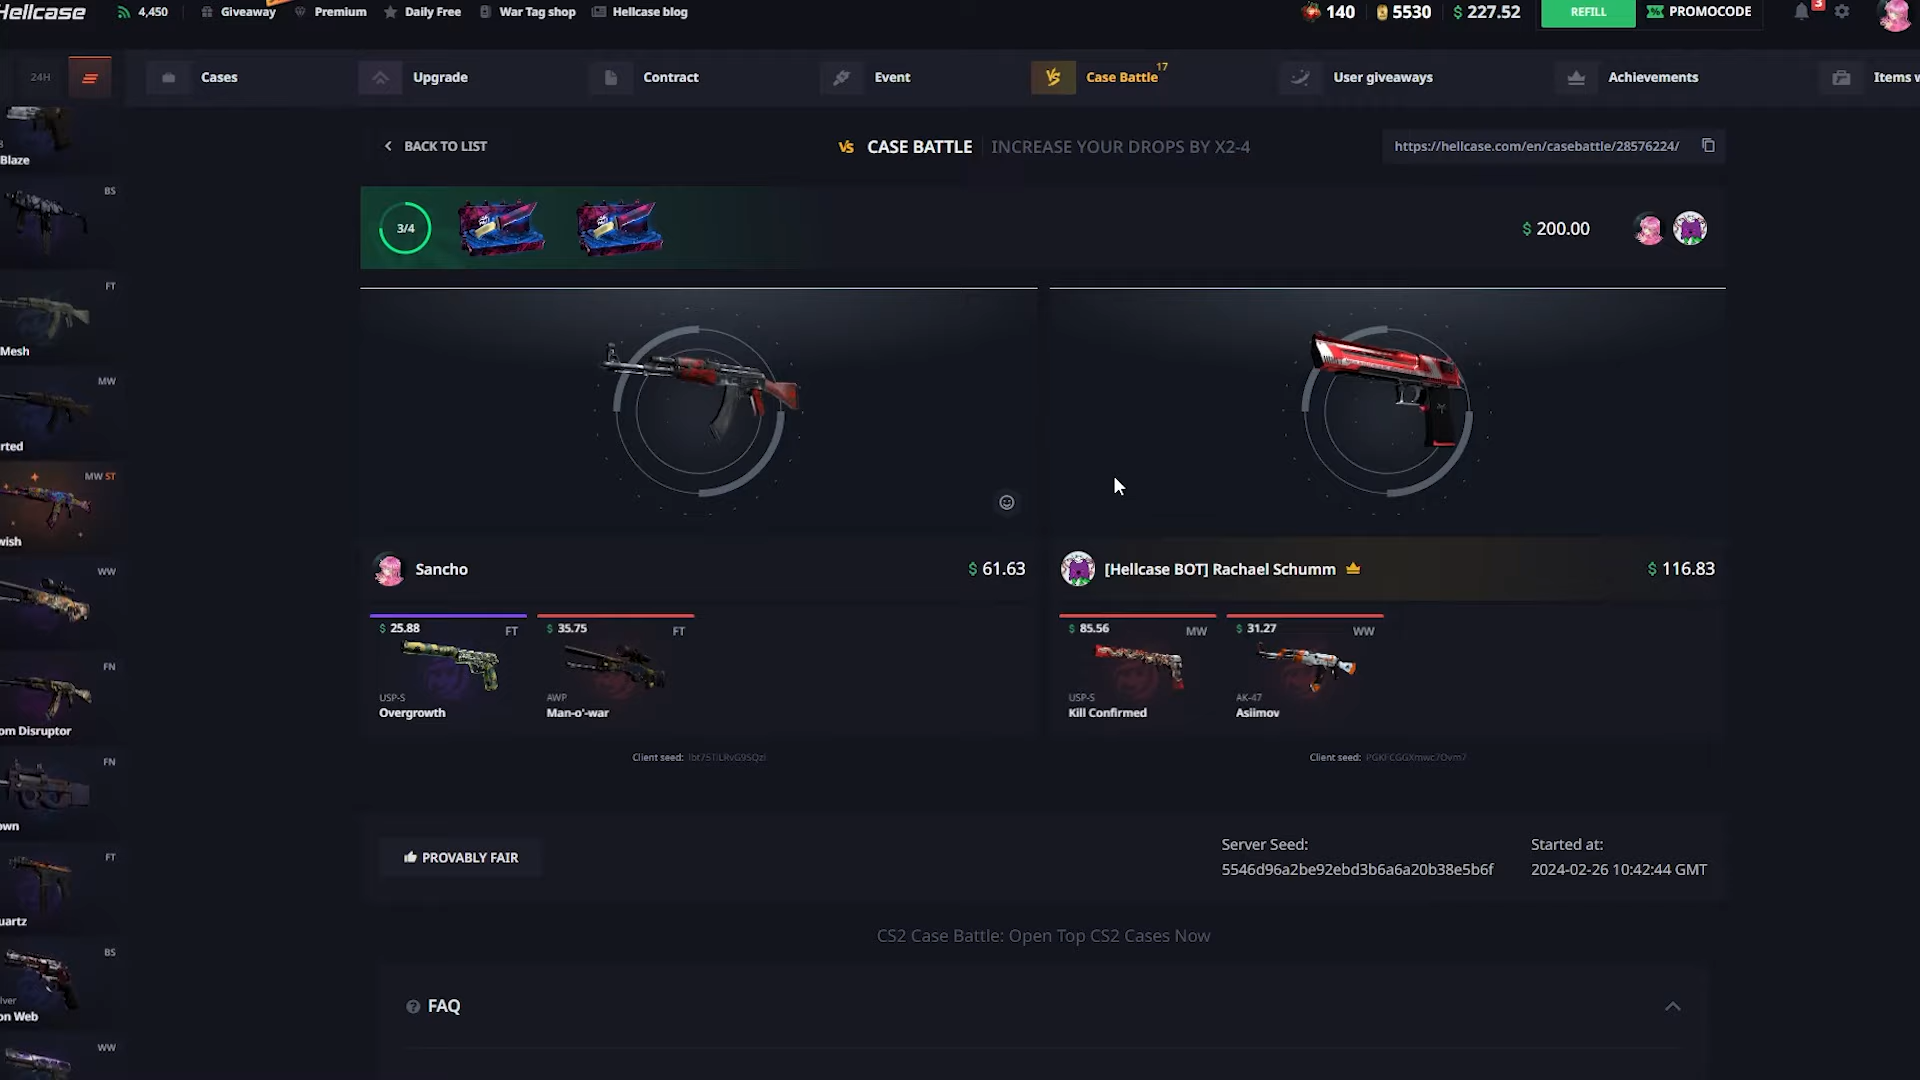 Hellcase
4,450
Giveaway
Premium
Daily Free
War Tag shop
Hellcase blog
140
5530
$ 227.52
REFILL
PROMOCODE
3
24H
Cases
Upgrade
Contract
Event
Case Battle 17
User giveaways
Achievements
Items w
BACK TO LIST
VS CASE BATTLE
INCREASE YOUR DROPS BY X2-4
https://hellcase.com/en/casebattle/28576224/
3/4
$ 200.00
Sancho
$ 61.63
[Hellcase BOT] Rachael Schumm
$ 116.83
$ 25.88
FT
USP-S
Overgrowth
$ 35.75
FT
AWP
Man-o'-war
$ 85.56
MW
USP-S
Kill Confirmed
$ 31.27
WW
AK-47
Asiimov
Client seed:
Client seed:
PROVABLY FAIR
Server Seed:
5546d96a2be92ebd3b6a6a20b38e5b6f
Started at:
2024-02-26 10:42:44 GMT
CS2 Case Battle: Open Top CS2 Cases Now
FAQ
Blaze
BS
FT
Mesh
MW
rted
MW ST
wish
WW
FN
om Disruptor
FN
own
FT
uartz
BS
lver
on Web
WW